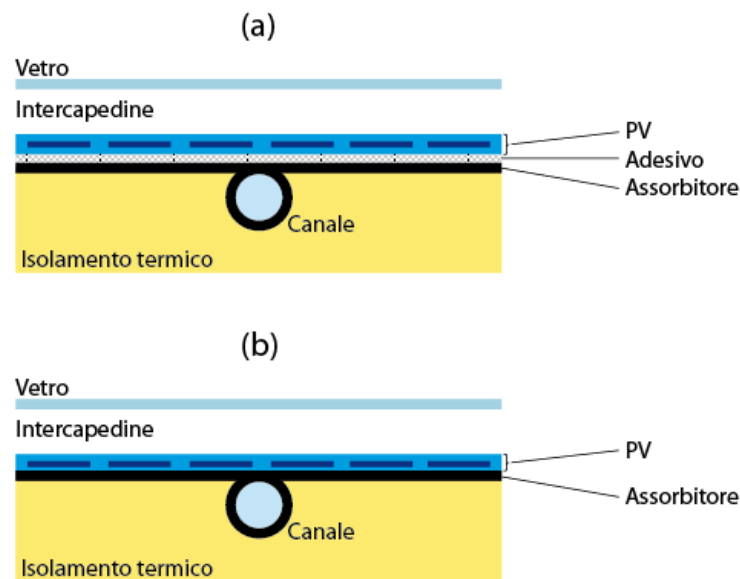 (a)
Vetro
Intercapedine
PV
Adesivo
Assorbitore
Canale
Isolamento termico
(b)
Vetro
Intercapedine
PV
Assorbitore
Canale
Isolamento termico